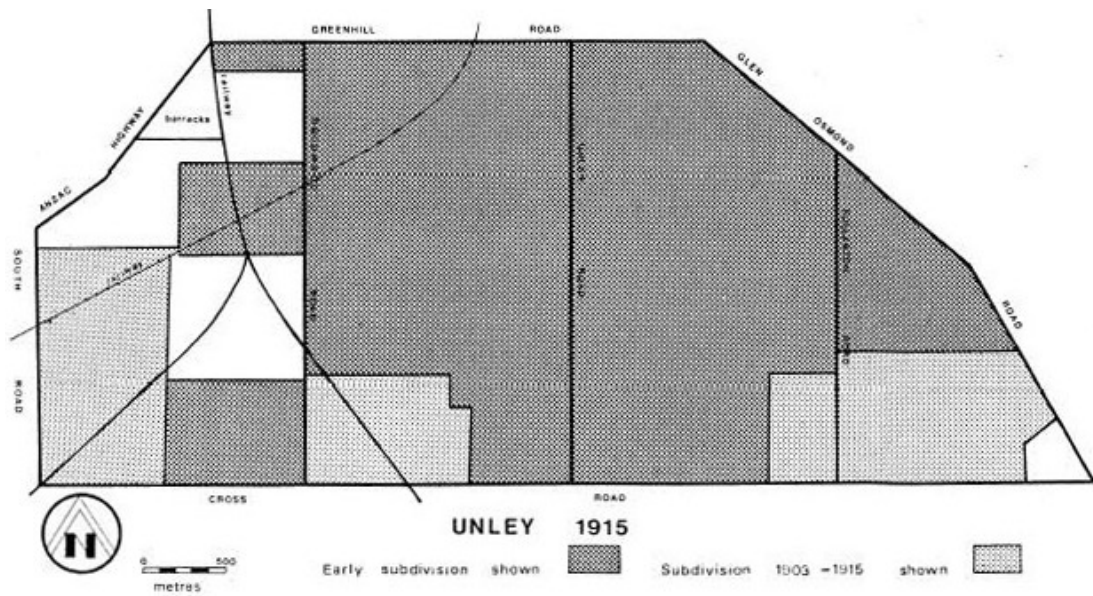 GREENHILL ROAD
GLEN OSMOND ROAD
railway
barracks
ANZAC HIGHWAY
SOUTH ROAD
ROAD
ROAD
ROAD
CROSS ROAD
UNLEY 1915
N
0 500
metres
Early subdivision shown
Subdivision 1903 - 1915 shown